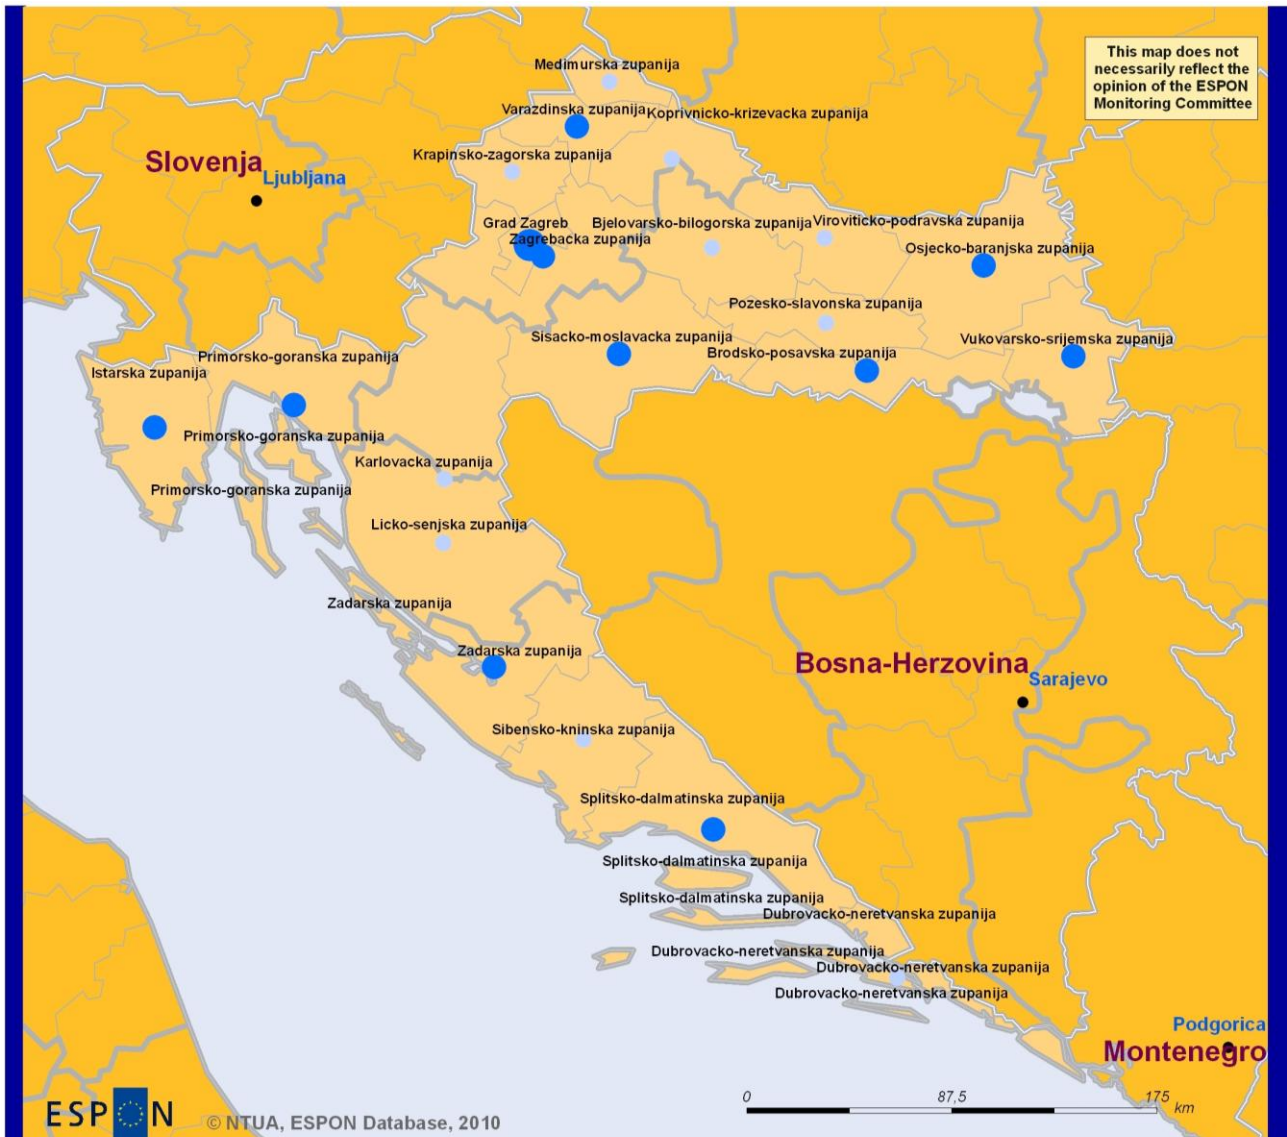 This map does not
necessarily reflect the
opinion of the ESPON
Monitoring Committee
Medimurska zupanija
Varazdinska zupanija
Koprivnicko-krizevacka zupanija
Slovenja
Ljubljana
Krapinsko-zagorska zupanija
Grad Zagreb
Bjelovarsko-bilogorska zupanija
Viroviticko-podravska zupanija
Zagrebacka zupanija
Osjecko-baranjska zupanija
Pozesko-slavonska zupanija
Sisacko-moslavacka zupanija
Vukovarsko-srijemska zupanija
Brodsko-posavska zupanija
Primorsko-goranska zupanija
Istarska zupanija
Primorsko-goranska zupanija
Karlovacka zupanija
Primorsko-goranska zupanija
Licko-senjska zupanija
Zadarska zupanija
Zadarska zupanija
Bosna-Herzovina
Sarajevo
Sibensko-kninska zupanija
Splitsko-dalmatinska zupanija
Splitsko-dalmatinska zupanija
Splitsko-dalmatinska zupanija
Dubrovacko-neretvanska zupanija
Dubrovacko-neretvanska zupanija
Dubrovacko-neretvanska zupanija
Dubrovacko-neretvanska zupanija
Podgorica
Montenegro
ESPON
© NTUA, ESPON Database, 2010
0 87,5 175
km